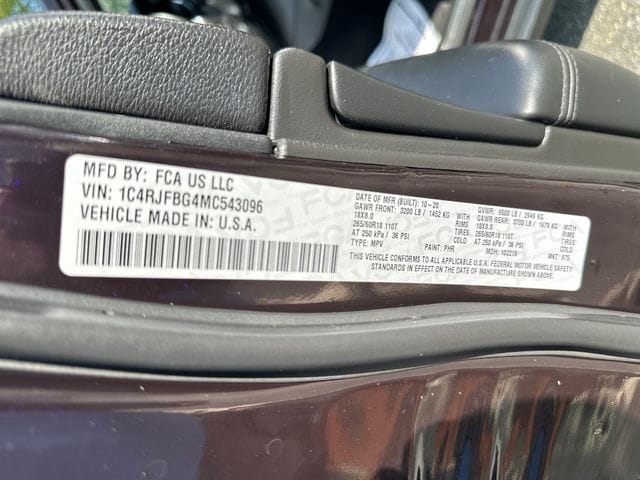 MFD BY: FCA US LLC
VIN: 1C4RJFBG4MC543096
VEHICLE MADE IN: U.S.A.
DATE OF MFR (BUILT): 10-20 GVWR: 6500 LB / 2949 KG
GAWR FRONT: 3200 LB / 1452 KG WITH GAWR REAR: 3700 LB / 1679 KG WITH
18X8.0 RIMS 18X8.0 RIMS
265/60R18 110T TIRES 265/60R18 110T TIRES
AT 250 kPa / 36 PSI COLD AT 250 kPa / 36 PSI COLD
TYPE: MPV PAINT: PHR MDH: 102218 MKT: 875
THIS VEHICLE CONFORMS TO ALL APPLICABLE U.S.A. FEDERAL MOTOR VEHICLE SAFETY
STANDARDS IN EFFECT ON THE DATE OF MANUFACTURE SHOWN ABOVE.